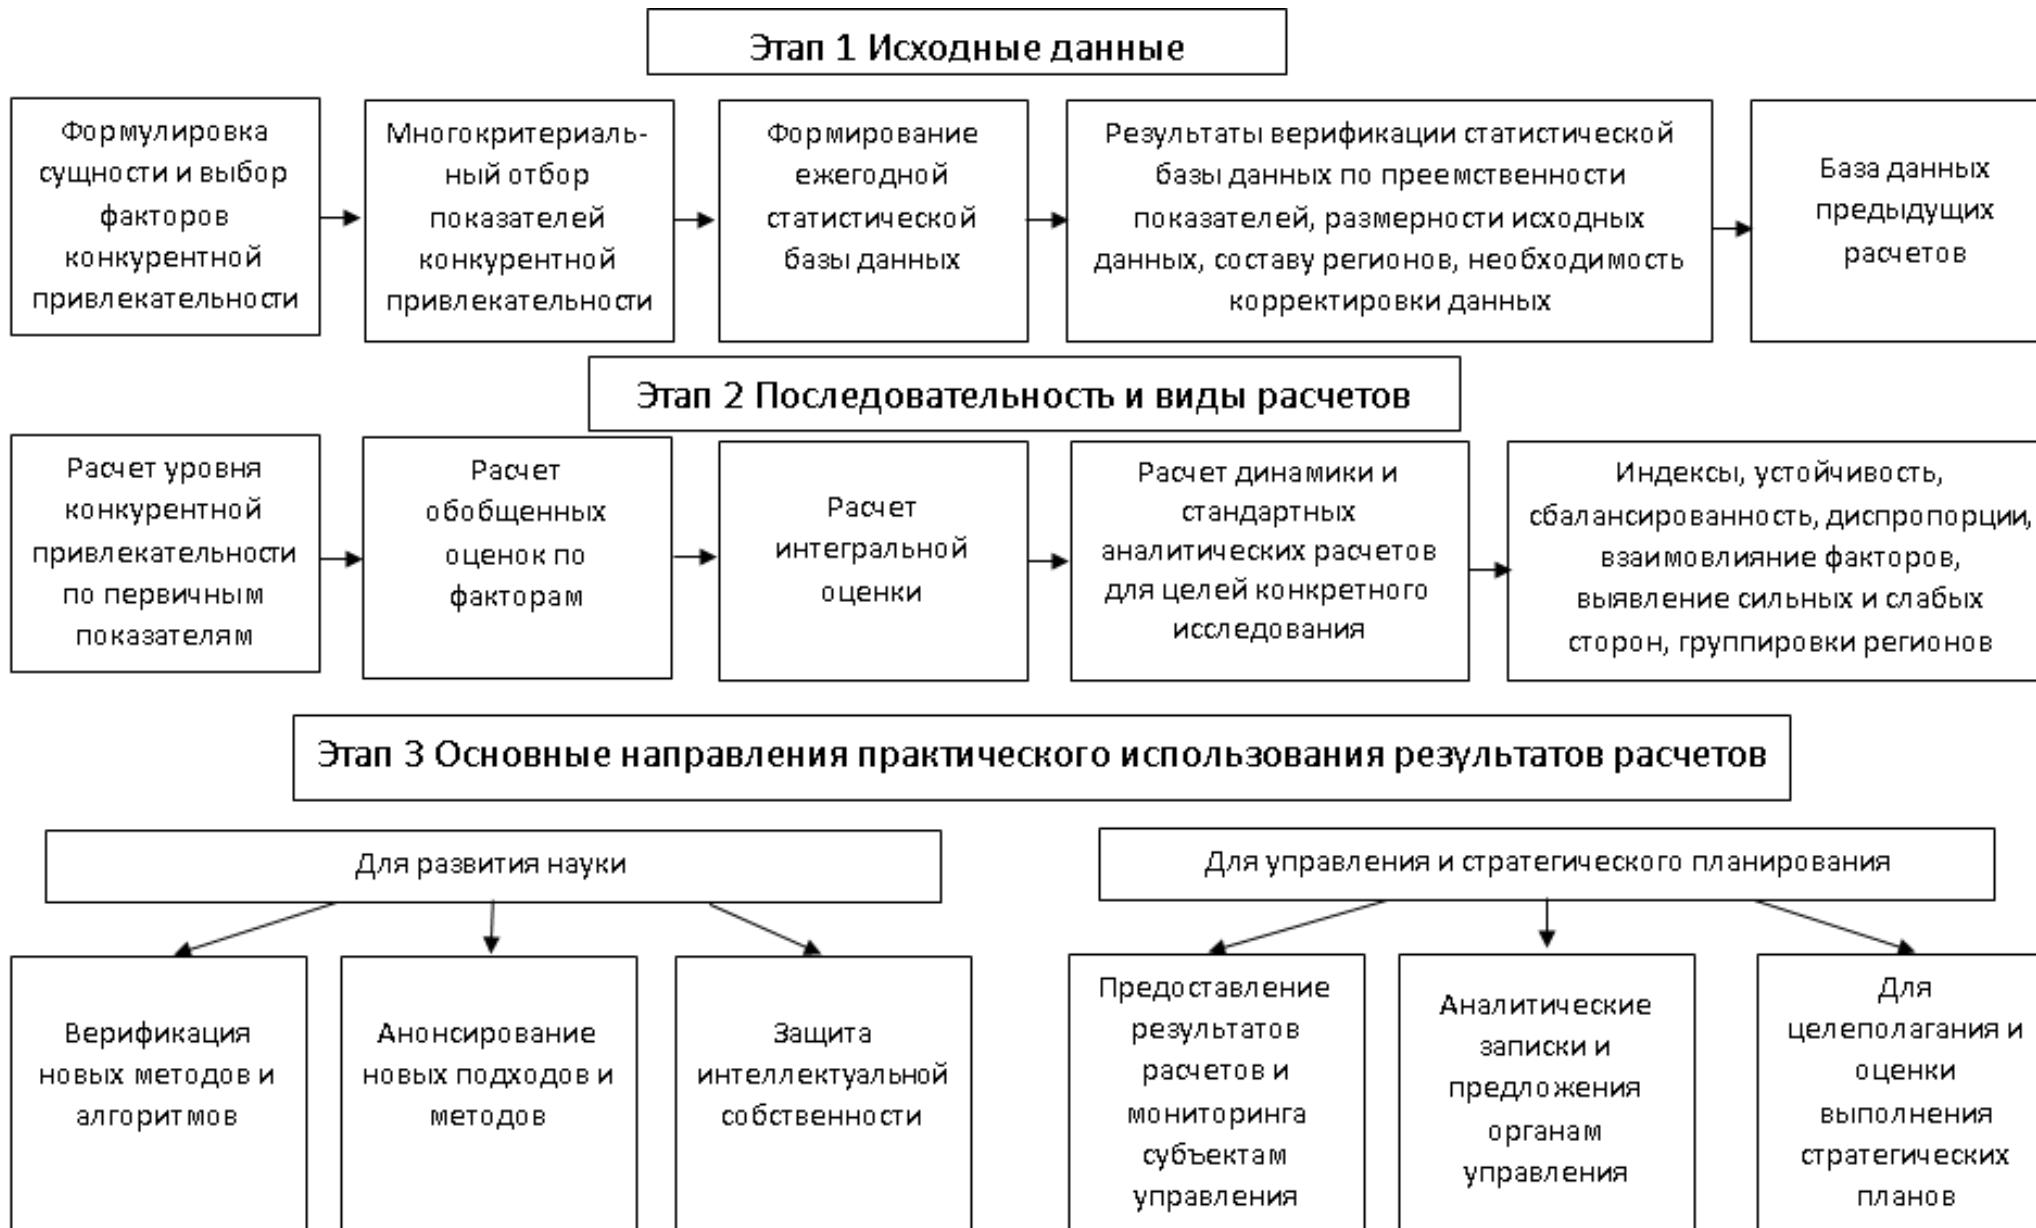 Этап 1 Исходные данные
Формулировка
сущности и выбор
факторов
конкурентной
привлекательности
Многокритериаль-
ный отбор
показателей
конкурентной
привлекательности
Формирование
ежегодной
статистической
базы данных
Результаты верификации статистической
базы данных по преемственности
показателей, размерности исходных
данных, составу регионов, необходимость
корректировки данных
База данных
предыдущих
расчетов
Этап 2 Последовательность и виды расчетов
Расчет уровня
конкурентной
привлекательности
по первичным
показателям
Расчет
обобщенных
оценок по
факторам
Расчет
интегральной
оценки
Расчет динамики и
стандартных
аналитических расчетов
для целей конкретного
исследования
Индексы, устойчивость,
сбалансированность, диспропорции,
взаимовлияние факторов,
выявление сильных и слабых
сторон, группировки регионов
Этап 3 Основные направления практического использования результатов расчетов
Для развития науки
Верификация
новых методов и
алгоритмов
Анонсирование
новых подходов и
методов
Защита
интеллектуальной
собственности
Для управления и стратегического планирования
Предоставление
результатов
расчетов и
мониторинга
субъектам
управления
Аналитические
записки и
предложения
органам
управления
Для
целеполагания и
оценки
выполнения
стратегических
планов